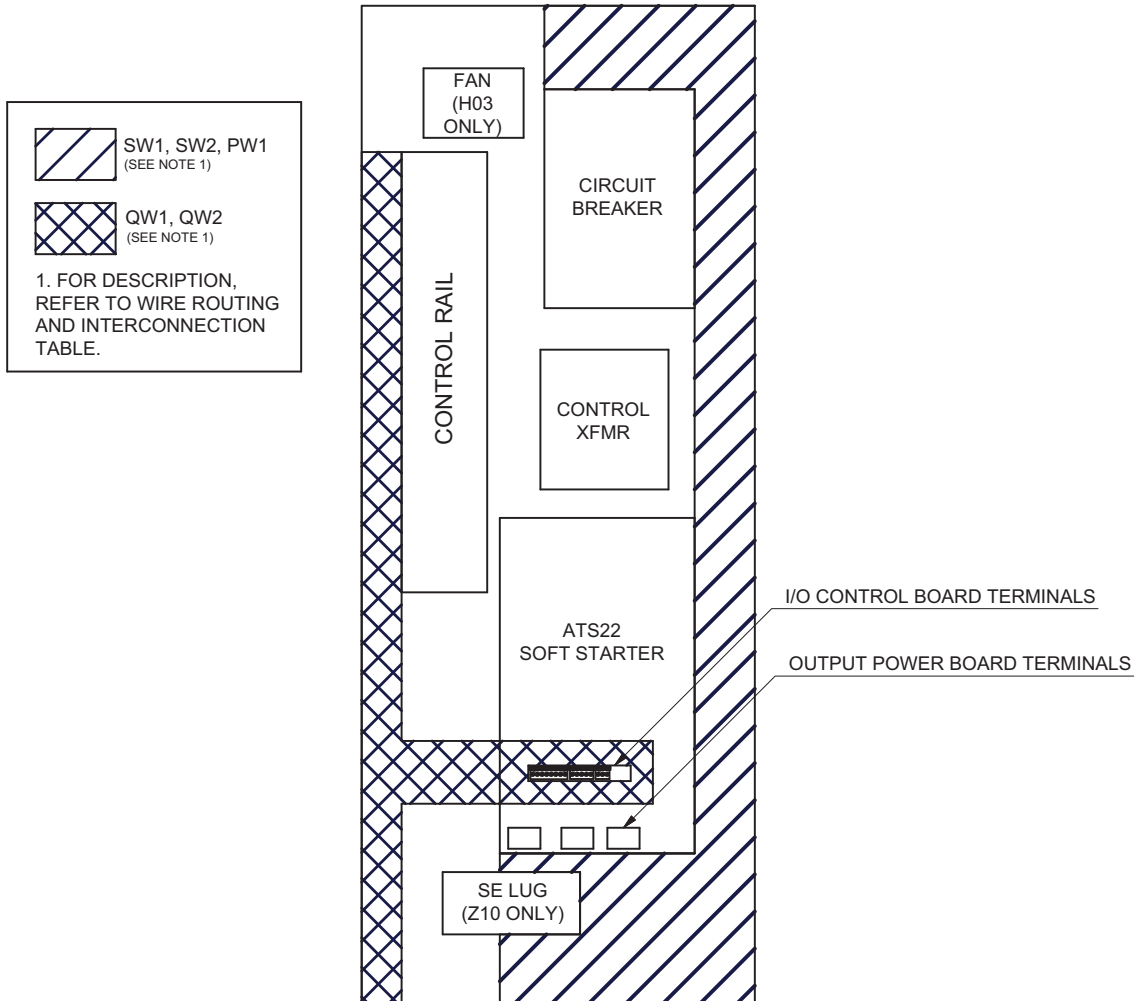 FAN
(H03
ONLY)
SW1, SW2, PW1
(SEE NOTE 1)
QW1, QW2
(SEE NOTE 1)
1. FOR DESCRIPTION,
REFER TO WIRE ROUTING
AND INTERCONNECTION
TABLE.
CIRCUIT
BREAKER
CONTROL RAIL
CONTROL
XFMR
ATS22
SOFT STARTER
I/O CONTROL BOARD TERMINALS
OUTPUT POWER BOARD TERMINALS
SE LUG
(Z10 ONLY)